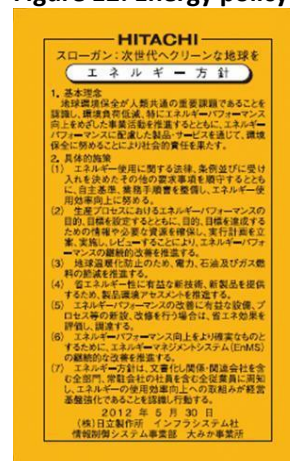 Figure 22: Energy policy
HITACHI
スローガン：次世代へクリーンな地球を
エネルギー方針
1. 基本理念
地球環境保全が人類共通の重要課題であることを
認識し、環境負荷低減、特にエネルギーパフォーマンス
向上をめざした事業活動を推進するとともに、エネルギー
パフォーマンスに配慮した製品・サービスを通じて、環境
保全に努めることにより社会的責任を果たす。
2. 具体的施策
(1) エネルギー使用に関する法律、条例並びに受け
入れを決めたその他の要求事項を順守するととも
に、自主基準、業務手順書を整備し、エネルギー使
用効率向上に努める。
(2) 生産プロセスにおけるエネルギーパフォーマンスの
目的、目標を設定するとともに、目的、目標を達成する
ための情報や必要な資源を確保し、実行計画を立
案、実施し、レビューすることにより、エネルギーパフォ
ーマンスの継続的改善を推進する。
(3) 地球温暖化防止のため、電力、石油及びガス燃
料の節減を推進する。
(4) 省エネルギー性に有益な新技術、新製品を提供
するため、製品環境アセスメントを推進する。
(5) エネルギーパフォーマンスの改善に有益な設備、プ
ロセス等の新設、改修を行う場合は、省エネ効果を
評価し、調達する。
(6) エネルギーパフォーマンス向上をより確実なものと
するために、エネルギーマネジメントシステム(EnMS)
の継続的な改善を推進する。
(7) エネルギー方針は、文書化し関係・関連会社を含
む全部門、常駐会社の社員を含む全従業員に周知
し、エネルギーの使用効率向上への取組みが経営
基盤強化であることを認識し行動する。
2012 年 5 月 30 日
(株)日立製作所 インフラシステム社
情報制御システム事業部 大みか事業所